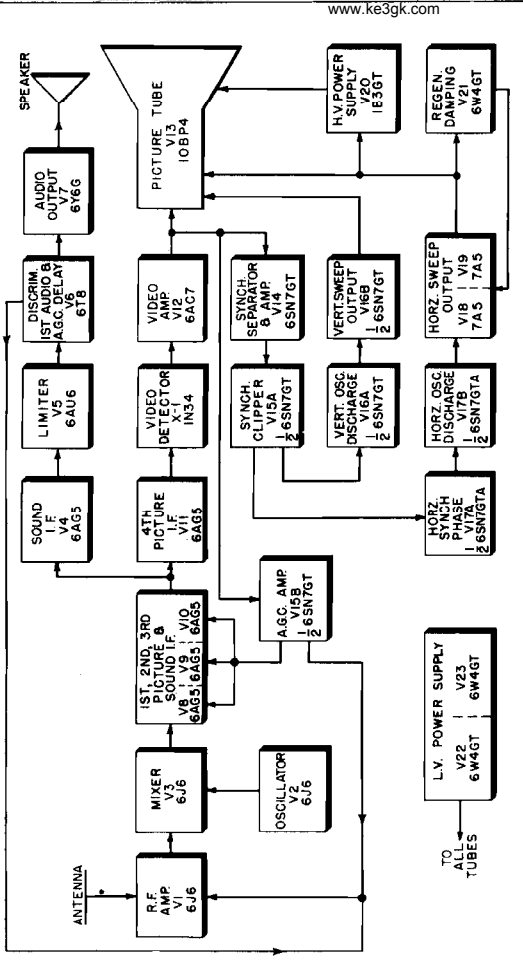 www.ke3gk.com
ANTENNA
R.F.
AMP.
V1
6J6
MIXER
V3
6J6
OSCILLATOR
V2
6J6
1ST, 2ND, 3RD
PICTURE &
SOUND I.F.
V8 V9 V10
6AG5 6AG5 6AG5
SOUND
I.F.
V4
6AG5
LIMITER
V5
6AU6
DISCRIM.
1ST AUDIO &
A.G.C. DELAY
V6
6T8
AUDIO
OUTPUT
V7
6Y6G
SPEAKER
4TH
PICTURE
I.F.
V11
6AG5
VIDEO
DETECTOR
X-1
1N34
VIDEO
AMP.
V12
6AC7
PICTURE TUBE
V13
10BP4
A.G.C. AMP.
V15B
1/2 6SN7GT
SYNCH.
CLIPPER
V15A
1/2 6SN7GT
SYNCH.
SEPARATOR
& AMP.
V14
6SN7GT
VERT. OSC.
DISCHARGE
V16A
1/2 6SN7GT
VERT. SWEEP
OUTPUT
V16B
1/2 6SN7GT
H.V. POWER
SUPPLY
V20
1B3GT
HORZ.
SYNCH
PHASE
V17A
1/2 6SN7GTA
HORZ. OSC.
DISCHARGE
V17B
1/2 6SN7GTA
HORZ. SWEEP
OUTPUT
V18 V19
7A5 7A5
REGEN.
DAMPING
V21
6W4GT
L.V. POWER SUPPLY
V22 V23
6W4GT 6W4GT
TO
ALL
TUBES